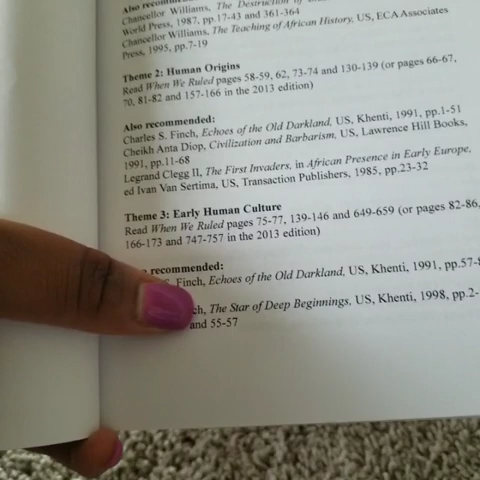 Also recommended:
Chancellor Williams, The Destruction of
World Press, 1987, pp.17-43 and 361-364
Chancellor Williams, The Teaching of African History, US, ECA Associates
Press, 1995, pp.7-19
Theme 2: Human Origins
Read When We Ruled pages 58-59, 62, 73-74 and 130-139 (or pages 66-67,
70, 81-82 and 157-166 in the 2013 edition)
Also recommended:
Charles S. Finch, Echoes of the Old Darkland, US, Khenti, 1991, pp.1-51
Cheikh Anta Diop, Civilization and Barbarism, US, Lawrence Hill Books,
1991, pp.11-68
Legrand Clegg II, The First Invaders, in African Presence in Early Europe,
ed Ivan Van Sertima, US, Transaction Publishers, 1985, pp.23-32
Theme 3: Early Human Culture
Read When We Ruled pages 75-77, 139-146 and 649-659 (or pages 82-86,
166-173 and 747-757 in the 2013 edition)
recommended:
S. Finch, Echoes of the Old Darkland, US, Khenti, 1991, pp.57-
ch, The Star of Deep Beginnings, US, Khenti, 1998, pp.2-
and 55-57